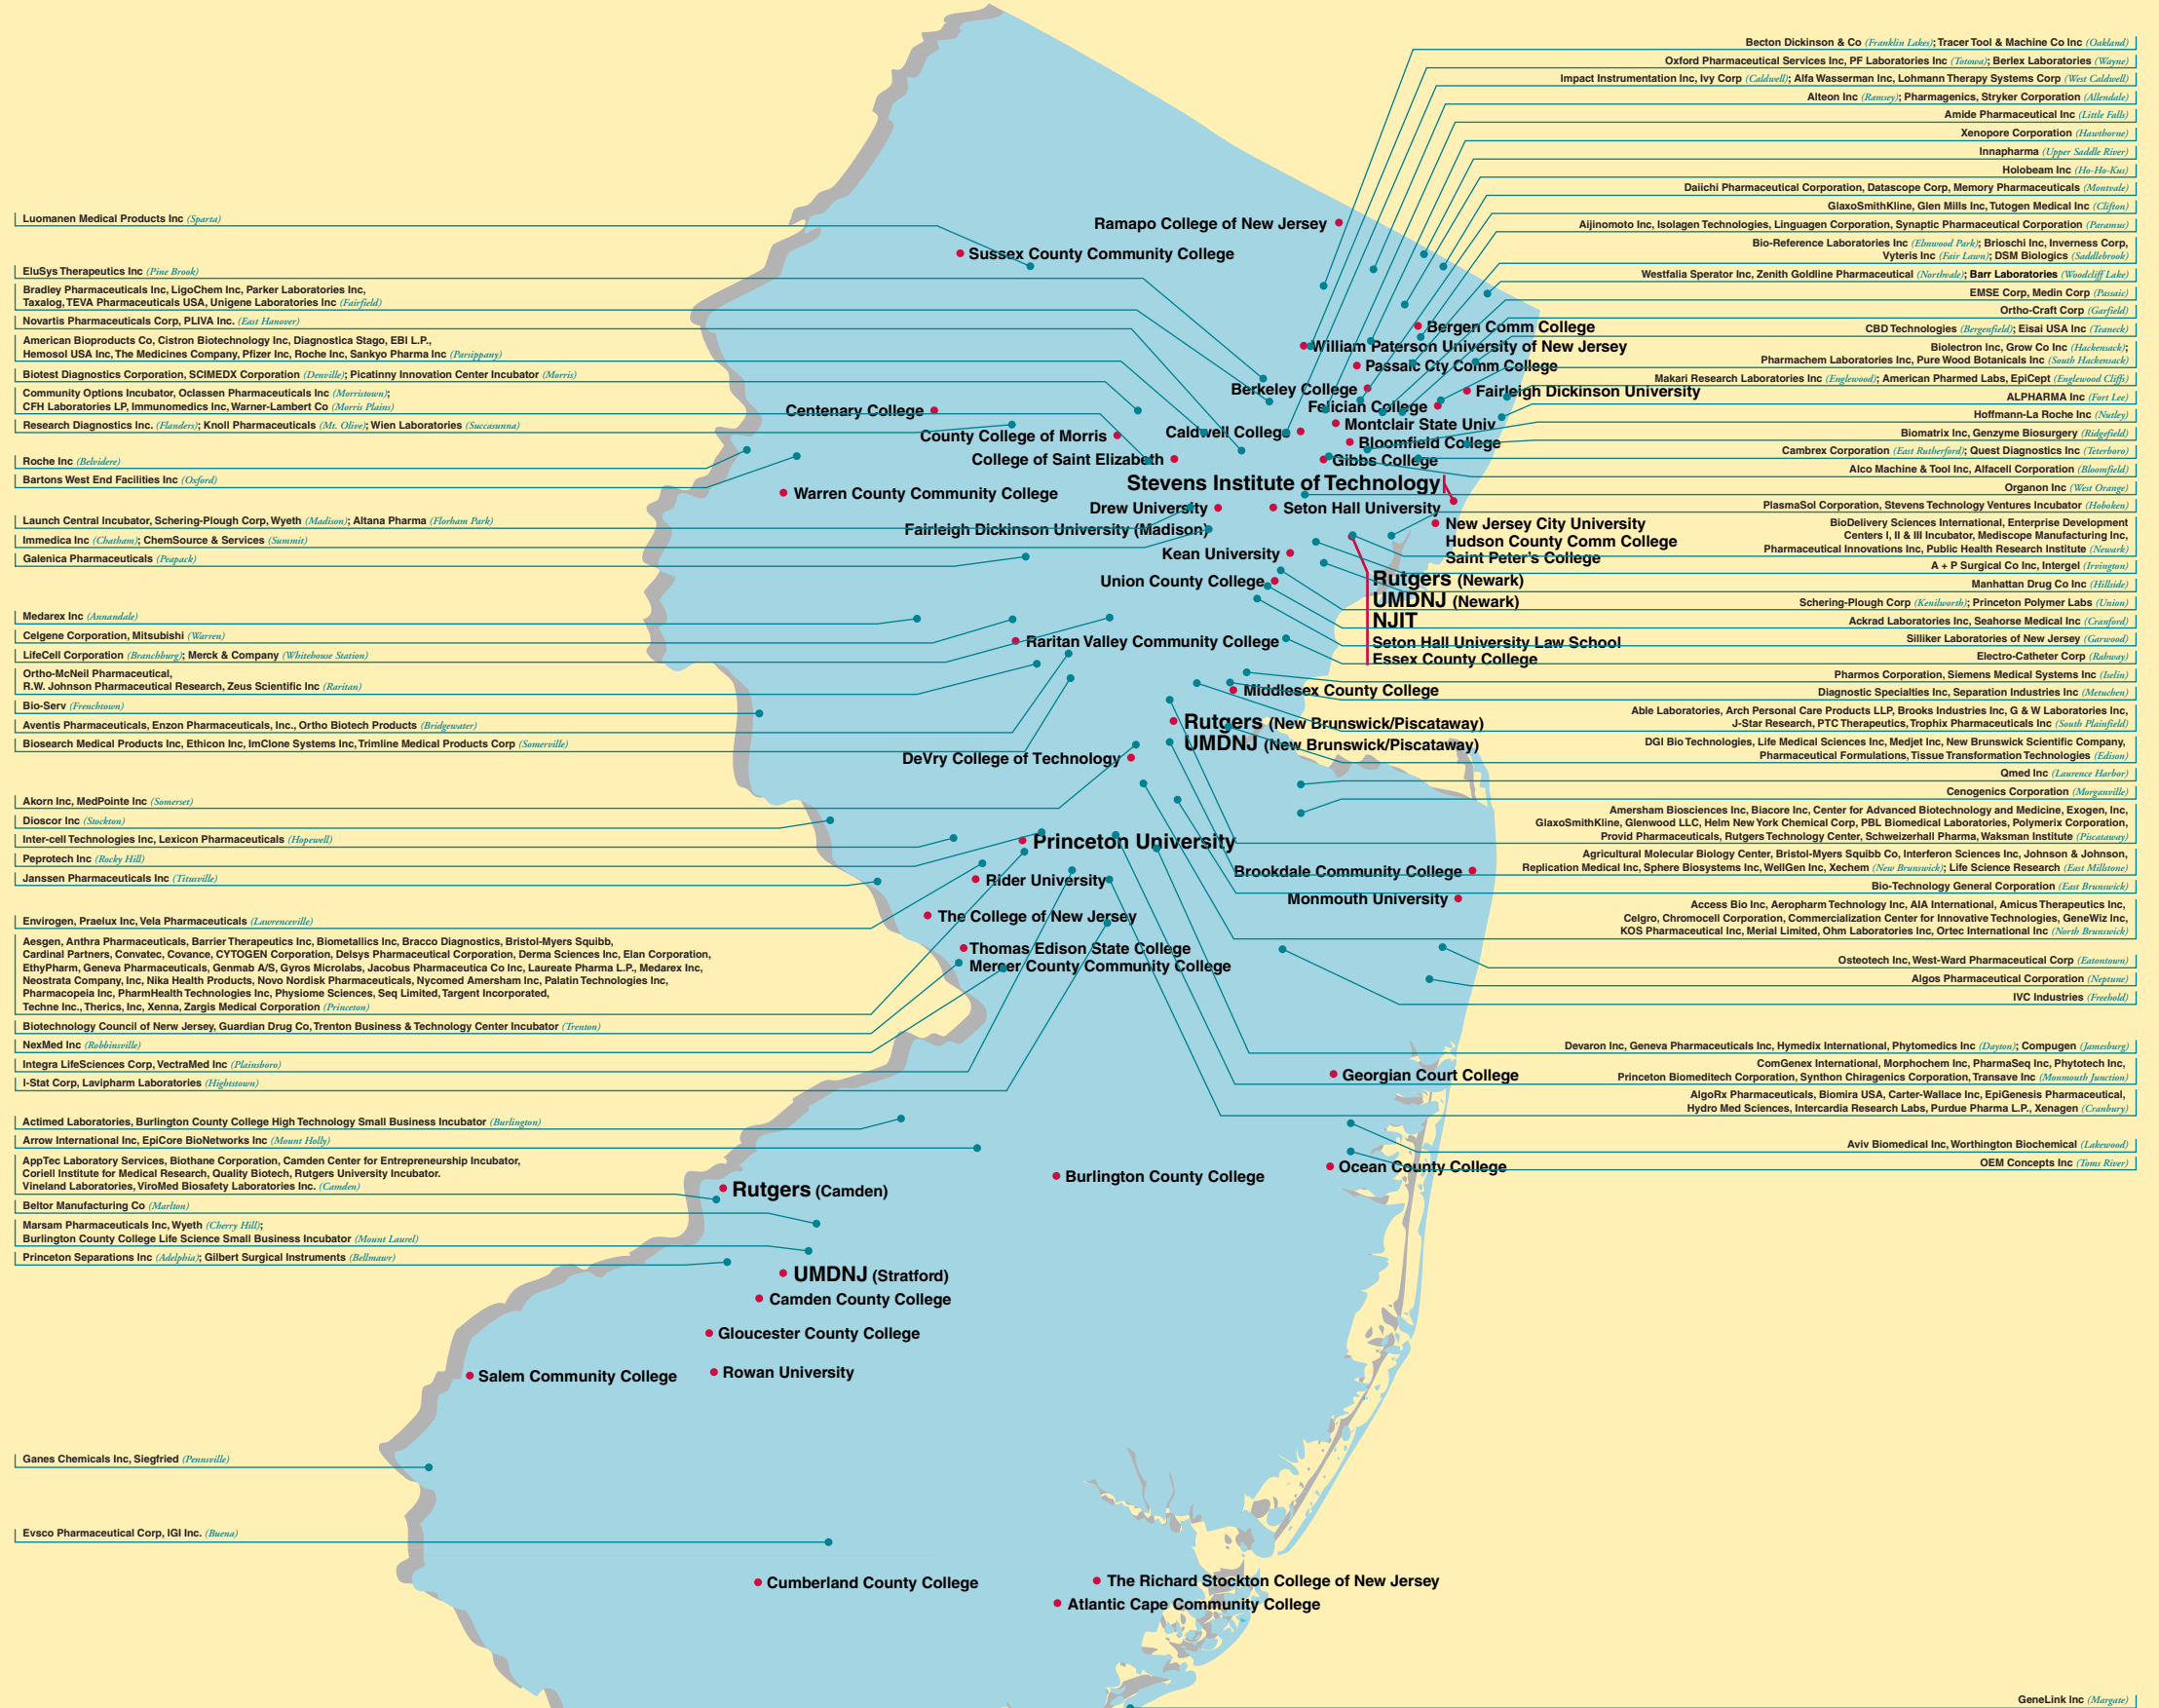 Luomanen Medical Products Inc (Sparta)
EluSys Therapeutics Inc (Pine Brook)
Bradley Pharmaceuticals Inc, LigoChem Inc, Parker Laboratories Inc,
Taxalog, TEVA Pharmaceuticals USA, Unigene Laboratories Inc (Fairfield)
Novartis Pharmaceuticals Corp, PLIVA Inc. (East Hanover)
American Bioproducts Co, Cistron Biotechnology Inc, Diagnostica Stago, EBI L.P.,
Hemosol USA Inc, The Medicines Company, Pfizer Inc, Roche Inc, Sankyo Pharma Inc (Parsippany)
Biotest Diagnostics Corporation, SCIMEDX Corporation (Denville); Picatinny Innovation Center Incubator (Morris)
Community Options Incubator, Oclassen Pharmaceuticals Inc (Morristown);
CFH Laboratories LP, Immunomedics Inc, Warner-Lambert Co (Morris Plains)
Research Diagnostics Inc. (Flanders); Knoll Pharmaceuticals (Mt. Olive); Wien Laboratories (Succasunna)
Roche Inc (Belvidere)
Bartons West End Facilities Inc (Oxford)
Launch Central Incubator, Schering-Plough Corp, Wyeth (Madison); Altana Pharma (Florham Park)
Immedica Inc (Chatham); ChemSource & Services (Summit)
Galenica Pharmaceuticals (Peapack)
Medarex Inc (Annandale)
Celgene Corporation, Mitsubishi (Warren)
LifeCell Corporation (Branchburg); Merck & Company (Whitehouse Station)
Ortho-McNeil Pharmaceutical,
R.W. Johnson Pharmaceutical Research, Zeus Scientific Inc (Raritan)
Bio-Serv (Frenchtown)
Aventis Pharmaceuticals, Enzon Pharmaceuticals, Inc., Ortho Biotech Products (Bridgewater)
Biosearch Medical Products Inc, Ethicon Inc, ImClone Systems Inc, Trimline Medical Products Corp (Somerville)
Akorn Inc, MedPointe Inc (Somerset)
Dioscor Inc (Stockton)
Inter-cell Technologies Inc, Lexicon Pharmaceuticals (Hopewell)
Peprotech Inc (Rocky Hill)
Janssen Pharmaceuticals Inc (Titusville)
Envirogen, Praelux Inc, Vela Pharmaceuticals (Lawrenceville)
Aesgen, Anthra Pharmaceuticals, Barrier Therapeutics Inc, Biometallics Inc, Bracco Diagnostics, Bristol-Myers Squibb,
Cardinal Partners, Convatec, Covance, CYTOGEN Corporation, Delsys Pharmaceutical Corporation, Derma Sciences Inc, Elan Corporation,
EthyPharm, Geneva Pharmaceuticals, Genmab A/S, Gyros Microlabs, Jacobus Pharmaceutica Co Inc, Laureate Pharma L.P., Medarex Inc,
Neostrata Company, Inc, Nika Health Products, Novo Nordisk Pharmaceuticals, Nycomed Amersham Inc, Palatin Technologies Inc,
Pharmacopeia Inc, PharmHealth Technologies Inc, Physiome Sciences, Seq Limited, Targent Incorporated,
Techne Inc., Therics, Inc, Xenna, Zargis Medical Corporation (Princeton)
Biotechnology Council of Nerw Jersey, Guardian Drug Co, Trenton Business & Technology Center Incubator (Trenton)
NexMed Inc (Robbinsville)
Integra LifeSciences Corp, VectraMed Inc (Plainsboro)
I-Stat Corp, Lavipharm Laboratories (Hightstown)
Actimed Laboratories, Burlington County College High Technology Small Business Incubator (Burlington)
Arrow International Inc, EpiCore BioNetworks Inc (Mount Holly)
AppTec Laboratory Services, Biothane Corporation, Camden Center for Entrepreneurship Incubator,
Coriell Institute for Medical Research, Quality Biotech, Rutgers University Incubator.
Vineland Laboratories, ViroMed Biosafety Laboratories Inc. (Camden)
Beltor Manufacturing Co (Marlton)
Marsam Pharmaceuticals Inc, Wyeth (Cherry Hill);
Burlington County College Life Science Small Business Incubator (Mount Laurel)
Princeton Separations Inc (Adelphia); Gilbert Surgical Instruments (Bellmawr)
Ganes Chemicals Inc, Siegfried (Pennsville)
Evsco Pharmaceutical Corp, IGI Inc. (Buena)
Ramapo College of New Jersey
Sussex County Community College
Bergen Comm College
William Paterson University of New Jersey
Passaic Cty Comm College
Berkeley College
Fairleigh Dickinson University
Felician College
Centenary College
Montclair State Univ
Caldwell College
County College of Morris
Bloomfield College
College of Saint Elizabeth
Gibbs College
Stevens Institute of Technology
Warren County Community College
Drew University
Seton Hall University
New Jersey City University
Fairleigh Dickinson University (Madison)
Hudson County Comm College
Kean University
Saint Peter's College
Union County College
Rutgers (Newark)
UMDNJ (Newark)
NJIT
Raritan Valley Community College
Seton Hall University Law School
Essex County College
Middlesex County College
Rutgers (New Brunswick/Piscataway)
UMDNJ (New Brunswick/Piscataway)
DeVry College of Technology
Princeton University
Brookdale Community College
Rider University
Monmouth University
The College of New Jersey
Thomas Edison State College
Mercer County Community College
Georgian Court College
Ocean County College
Burlington County College
Rutgers (Camden)
UMDNJ (Stratford)
Camden County College
Gloucester County College
Rowan University
Salem Community College
Cumberland County College
The Richard Stockton College of New Jersey
Atlantic Cape Community College
Becton Dickinson & Co (Franklin Lakes); Tracer Tool & Machine Co Inc (Oakland)
Oxford Pharmaceutical Services Inc, PF Laboratories Inc (Totowa); Berlex Laboratories (Wayne)
Impact Instrumentation Inc, Ivy Corp (Caldwell); Alfa Wasserman Inc, Lohmann Therapy Systems Corp (West Caldwell)
Alteon Inc (Ramsey); Pharmagenics, Stryker Corporation (Allendale)
Amide Pharmaceutical Inc (Little Falls)
Xenopore Corporation (Hawthorne)
Innapharma (Upper Saddle River)
Holobeam Inc (Ho-Ho-Kus)
Daiichi Pharmaceutical Corporation, Datascope Corp, Memory Pharmaceuticals (Montvale)
GlaxoSmithKline, Glen Mills Inc, Tutogen Medical Inc (Clifton)
Aijinomoto Inc, Isolagen Technologies, Linguagen Corporation, Synaptic Pharmaceutical Corporation (Paramus)
Bio-Reference Laboratories Inc (Elmwood Park); Brioschi Inc, Inverness Corp,
Vyteris Inc (Fair Lawn); DSM Biologics (Saddlebrook)
Westfalia Sperator Inc, Zenith Goldline Pharmaceutical (Northvale); Barr Laboratories (Woodcliff Lake)
EMSE Corp, Medin Corp (Passaic)
Ortho-Craft Corp (Garfield)
CBD Technologies (Bergenfield); Eisai USA Inc (Teaneck)
Biolectron Inc, Grow Co Inc (Hackensack);
Pharmachem Laboratories Inc, Pure Wood Botanicals Inc (South Hackensack)
Makari Research Laboratories Inc (Englewood); American Pharmed Labs, EpiCept (Englewood Cliffs)
ALPHARMA Inc (Fort Lee)
Hoffmann-La Roche Inc (Nutley)
Biomatrix Inc, Genzyme Biosurgery (Ridgefield)
Cambrex Corporation (East Rutherford); Quest Diagnostics Inc (Teterboro)
Alco Machine & Tool Inc, Alfacell Corporation (Bloomfield)
Organon Inc (West Orange)
PlasmaSol Corporation, Stevens Technology Ventures Incubator (Hoboken)
BioDelivery Sciences International, Enterprise Development
Centers I, II & III Incubator, Mediscope Manufacturing Inc,
Pharmaceutical Innovations Inc, Public Health Research Institute (Newark)
A + P Surgical Co Inc, Intergel (Irvington)
Manhattan Drug Co Inc (Hillside)
Schering-Plough Corp (Kenilworth); Princeton Polymer Labs (Union)
Ackrad Laboratories Inc, Seahorse Medical Inc (Cranford)
Silliker Laboratories of New Jersey (Garwood)
Electro-Catheter Corp (Rahway)
Pharmos Corporation, Siemens Medical Systems Inc (Iselin)
Diagnostic Specialties Inc, Separation Industries Inc (Metuchen)
Able Laboratories, Arch Personal Care Products LLP, Brooks Industries Inc, G & W Laboratories Inc,
J-Star Research, PTC Therapeutics, Trophix Pharmaceuticals Inc (South Plainfield)
DGI Bio Technologies, Life Medical Sciences Inc, Medjet Inc, New Brunswick Scientific Company,
Pharmaceutical Formulations, Tissue Transformation Technologies (Edison)
Qmed Inc (Laurence Harbor)
Cenogenics Corporation (Morganville)
Amersham Biosciences Inc, Biacore Inc, Center for Advanced Biotechnology and Medicine, Exogen, Inc,
GlaxoSmithKline, Glenwood LLC, Helm New York Chemical Corp, PBL Biomedical Laboratories, Polymerix Corporation,
Provid Pharmaceuticals, Rutgers Technology Center, Schweizerhall Pharma, Waksman Institute (Piscataway)
Agricultural Molecular Biology Center, Bristol-Myers Squibb Co, Interferon Sciences Inc, Johnson & Johnson,
Replication Medical Inc, Sphere Biosystems Inc, WellGen Inc, Xechem (New Brunswick); Life Science Research (East Millstone)
Bio-Technology General Corporation (East Brunswick)
Access Bio Inc, Aeropharm Technology Inc, AIA International, Amicus Therapeutics Inc,
Celgro, Chromocell Corporation, Commercialization Center for Innovative Technologies, GeneWiz Inc,
KOS Pharmaceutical Inc, Merial Limited, Ohm Laboratories Inc, Ortec International Inc (North Brunswick)
Osteotech Inc, West-Ward Pharmaceutical Corp (Eatontown)
Algos Pharmaceutical Corporation (Neptune)
IVC Industries (Freehold)
Devaron Inc, Geneva Pharmaceuticals Inc, Hymedix International, Phytomedics Inc (Dayton); Compugen (Jamesburg)
ComGenex International, Morphochem Inc, PharmaSeq Inc, Phytotech Inc,
Princeton Biomeditech Corporation, Synthon Chiragenics Corporation, Transave Inc (Monmouth Junction)
AlgoRx Pharmaceuticals, Biomira USA, Carter-Wallace Inc, EpiGenesis Pharmaceutical,
Hydro Med Sciences, Intercardia Research Labs, Purdue Pharma L.P., Xenagen (Cranbury)
Aviv Biomedical Inc, Worthington Biochemical (Lakewood)
OEM Concepts Inc (Toms River)
GeneLink Inc (Margate)